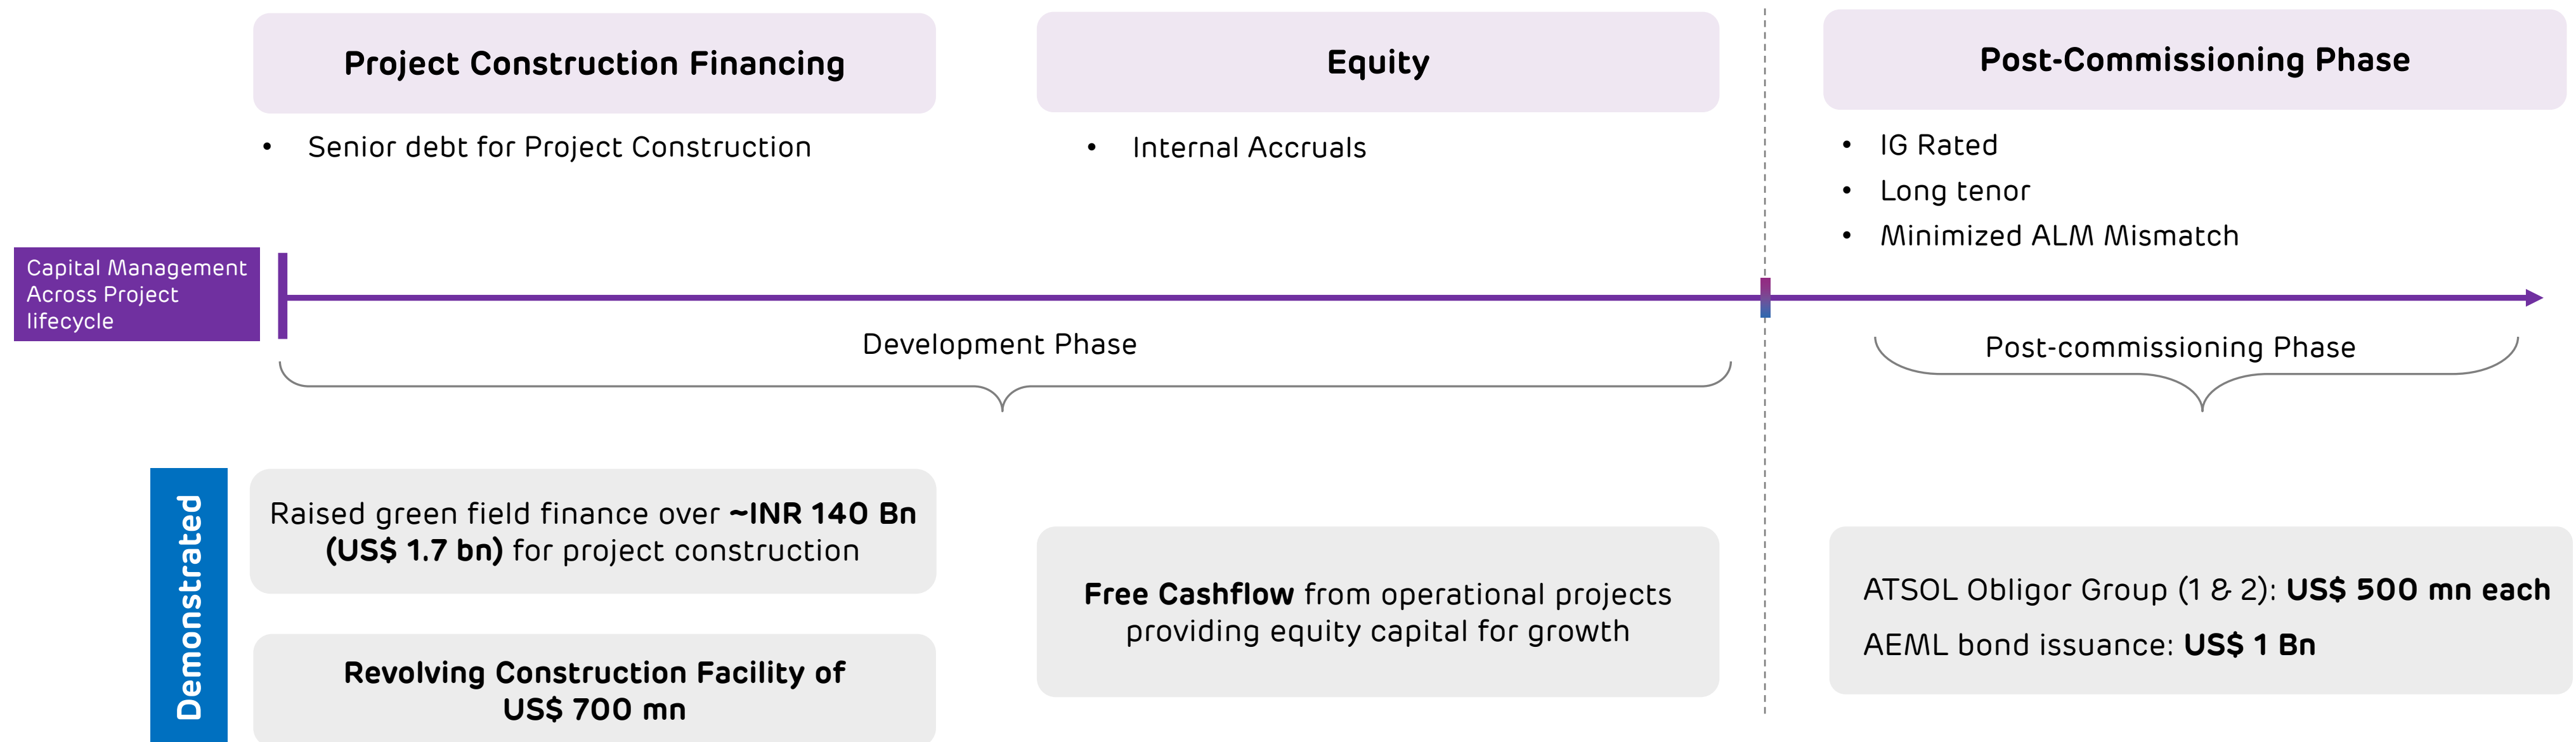 Project Construction Financing
Equity
Post-Commissioning Phase
• Senior debt for Project Construction
• Internal Accruals
• IG Rated
• Long tenor
• Minimized ALM Mismatch
Capital Management
Across Project
lifecycle
Development Phase
Post-commissioning Phase
Demonstrated
Raised green field finance over ~INR 140 Bn
(US$ 1.7 bn) for project construction
Revolving Construction Facility of
US$ 700 mn
Free Cashflow from operational projects
providing equity capital for growth
ATSOL Obligor Group (1 & 2): US$ 500 mn each
AEML bond issuance: US$ 1 Bn